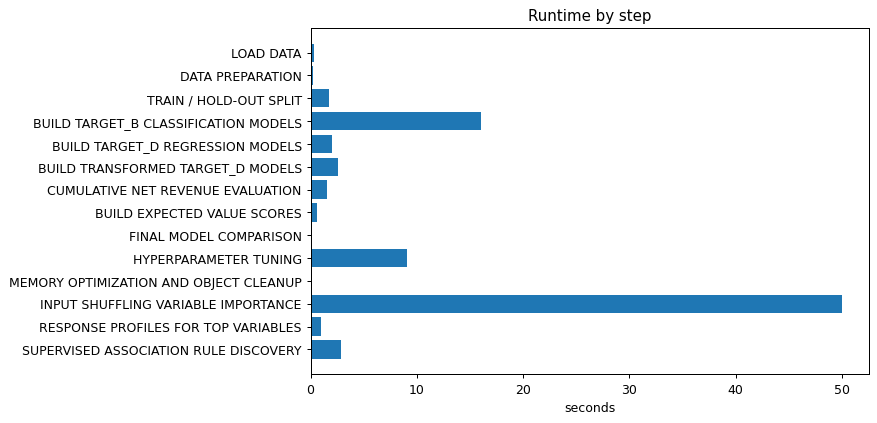 Runtime by step
LOAD DATA
DATA PREPARATION
TRAIN / HOLD-OUT SPLIT
BUILD TARGET_B CLASSIFICATION MODELS
BUILD TARGET_D REGRESSION MODELS
BUILD TRANSFORMED TARGET_D MODELS
CUMULATIVE NET REVENUE EVALUATION
BUILD EXPECTED VALUE SCORES
FINAL MODEL COMPARISON
HYPERPARAMETER TUNING
MEMORY OPTIMIZATION AND OBJECT CLEANUP
INPUT SHUFFLING VARIABLE IMPORTANCE
RESPONSE PROFILES FOR TOP VARIABLES
SUPERVISED ASSOCIATION RULE DISCOVERY
0 10 20 30 40 50
seconds